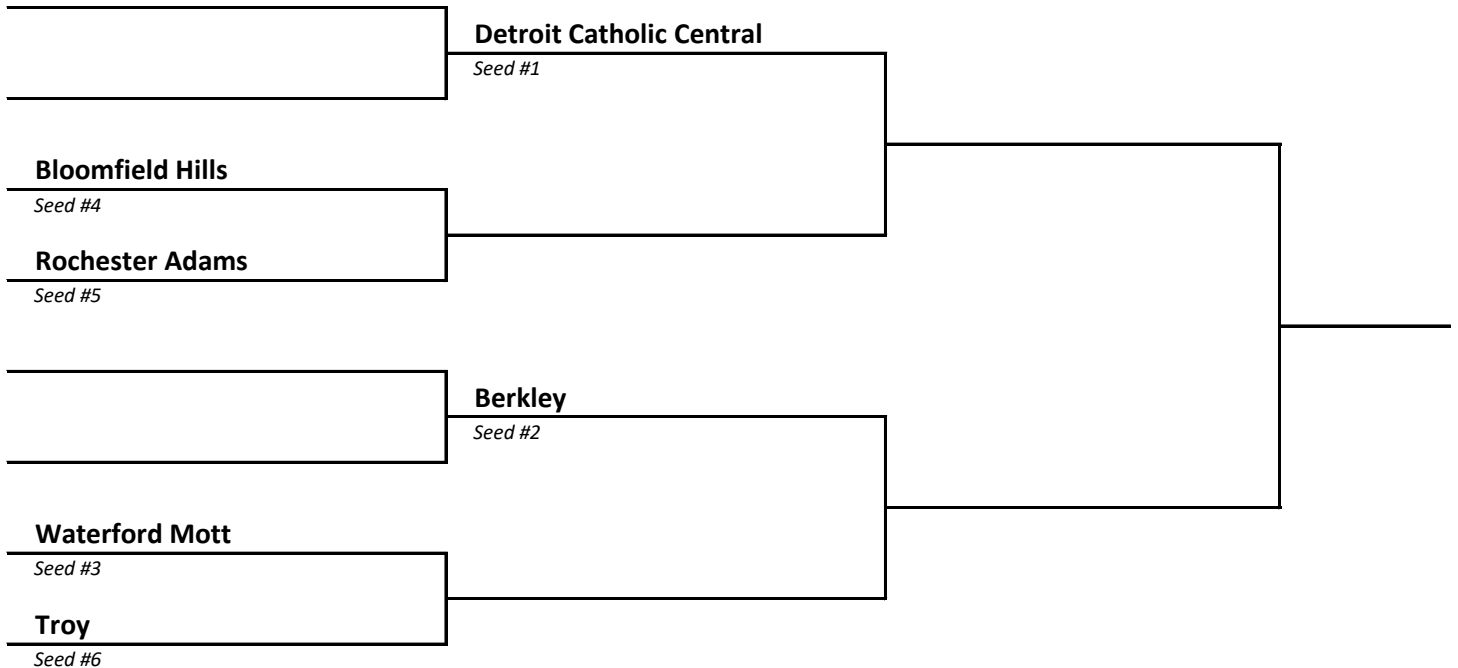 Detroit Catholic Central
Seed #1
Bloomfield Hills
Seed #4
Rochester Adams
Seed #5
Berkley
Seed #2
Waterford Mott
Seed #3
Troy
Seed #6